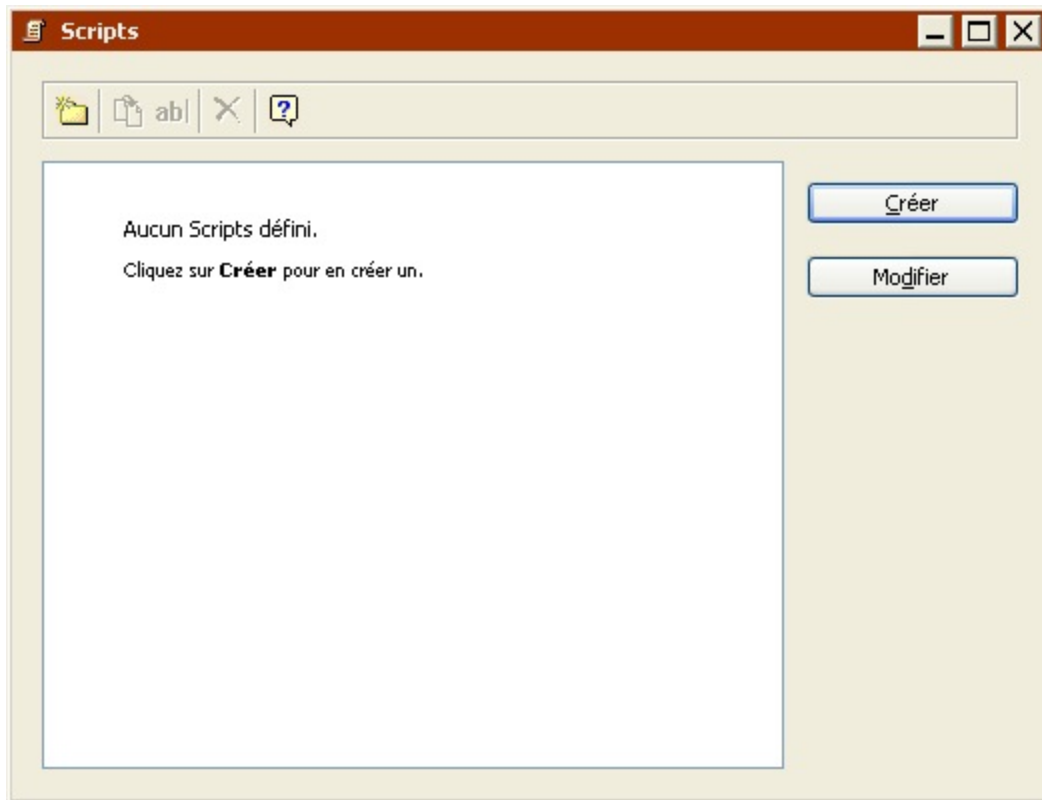 Scripts
ab|
?
Aucun Scripts défini.
Cliquez sur Créer pour en créer un.
Créer
Modifier